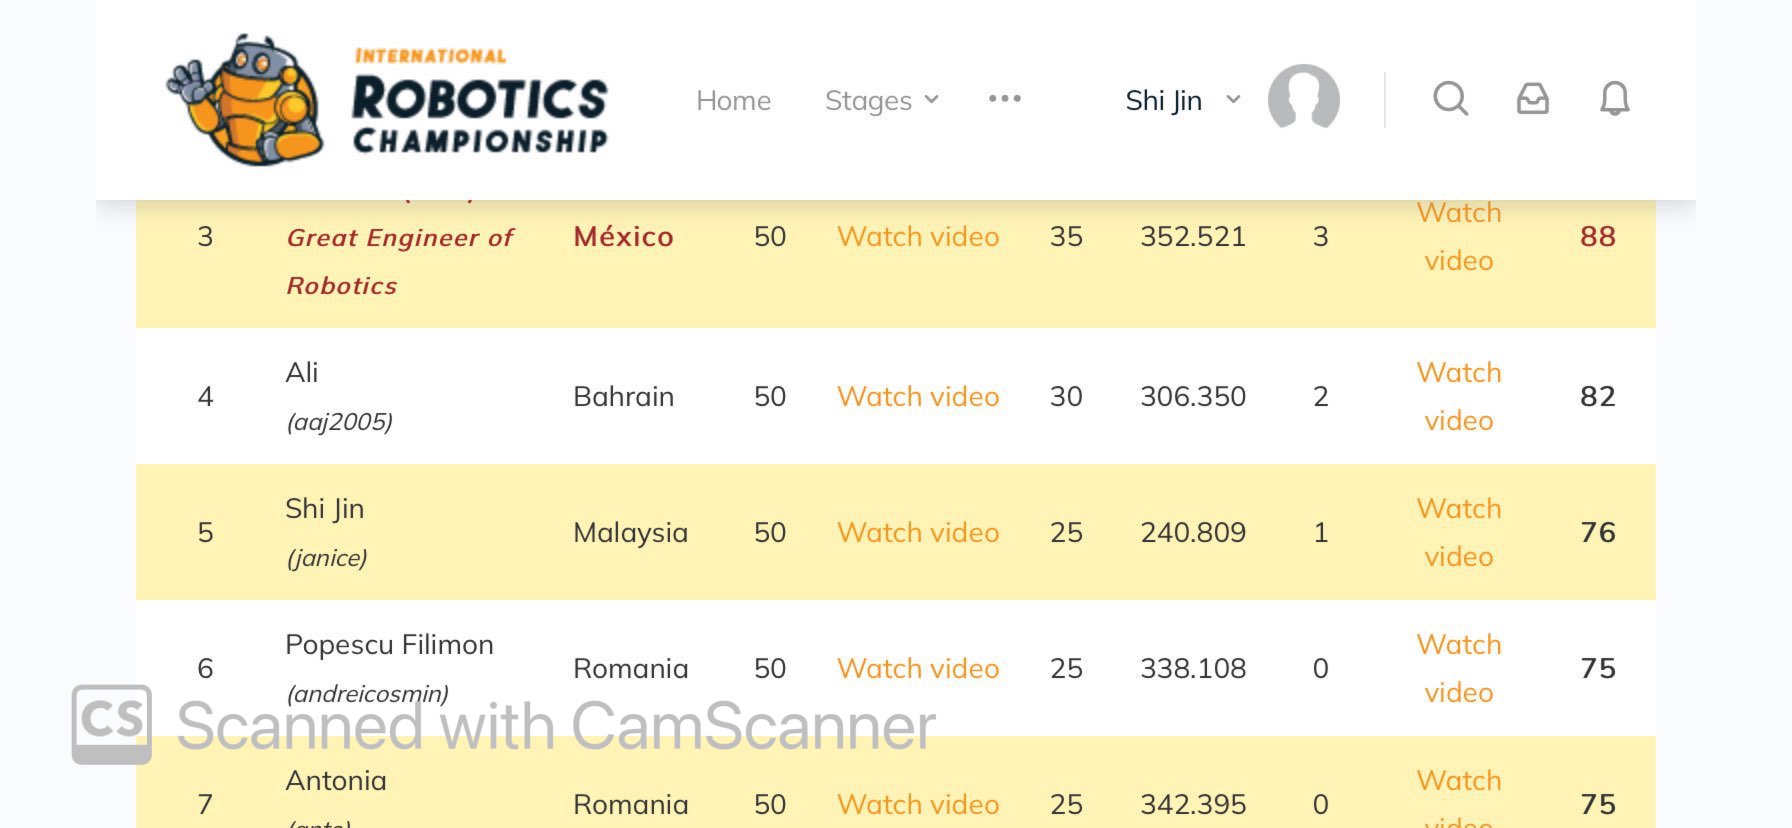 INTERNATIONAL
ROBOTICS
CHAMPIONSHIP
Home Stages ••• Shi Jin
3 Great Engineer of Robotics México 50 Watch video 35 352.521 3 Watch video 88
4 Ali (aaj2005) Bahrain 50 Watch video 30 306.350 2 Watch video 82
5 Shi Jin (janice) Malaysia 50 Watch video 25 240.809 1 Watch video 76
6 Popescu Filimon (andreicosmin) Romania 50 Watch video 25 338.108 0 Watch video 75
7 Antonia Romania 50 Watch video 25 342.395 0 Watch video 75
CS Scanned with CamScanner